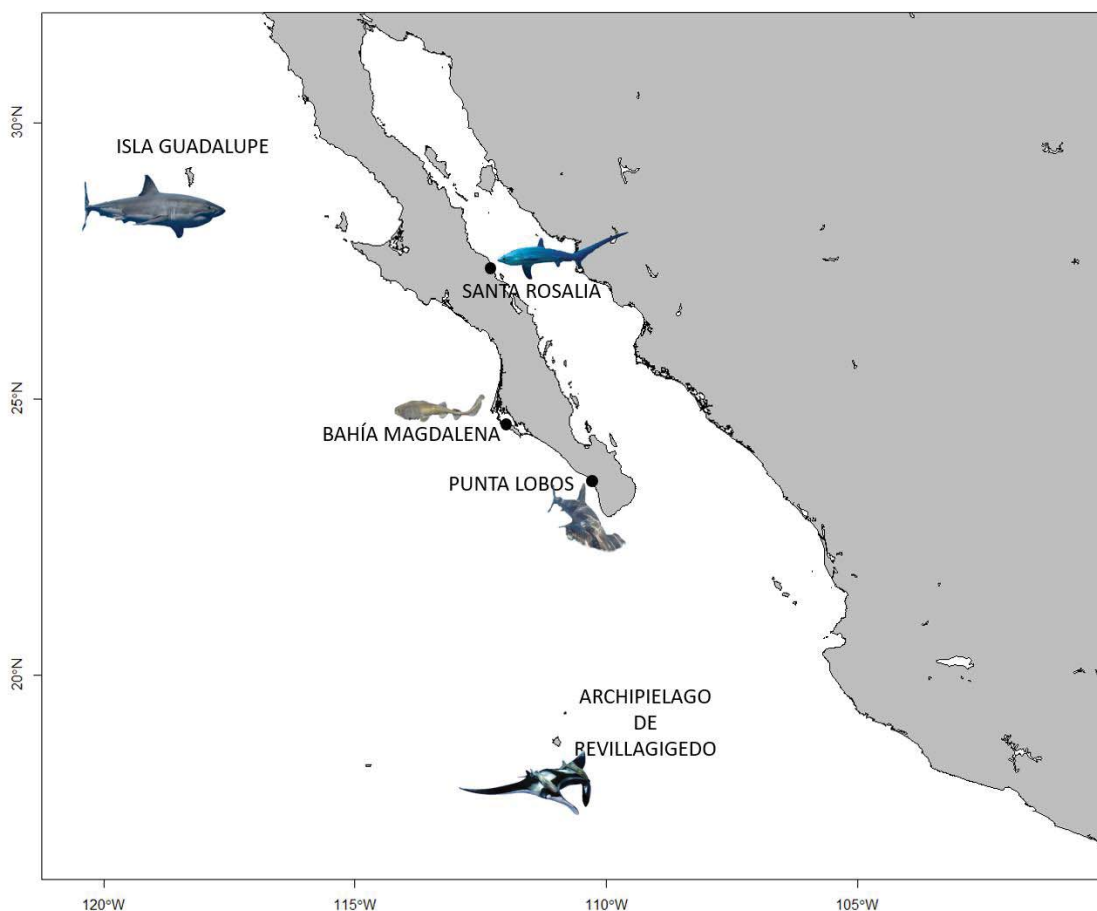 30°N
ISLA GUADALUPE
SANTA ROSALIA
25°N
BAHÍA MAGDALENA
PUNTA LOBOS
20°N
ARCHIPIELAGO
DE
REVILLAGIGEDO
120°W
115°W
110°W
105°W